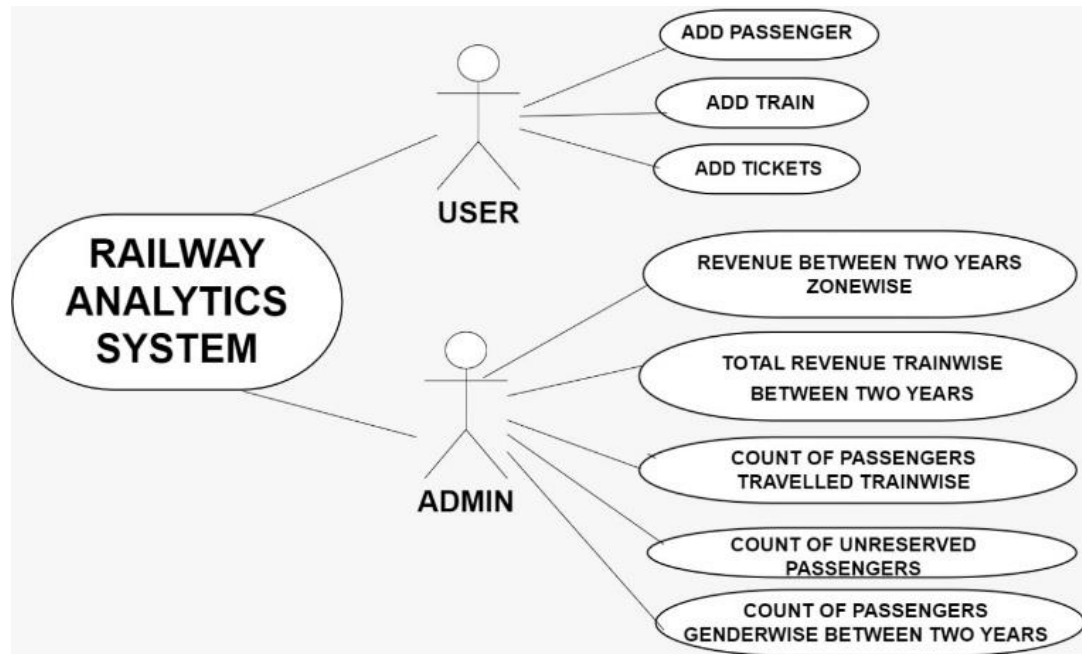 ADD PASSENGER
ADD TRAIN
ADD TICKETS
USER
RAILWAY
ANALYTICS
SYSTEM
REVENUE BETWEEN TWO YEARS
ZONEWISE
TOTAL REVENUE TRAINWISE
BETWEEN TWO YEARS
COUNT OF PASSENGERS
TRAVELLED TRAINWISE
ADMIN
COUNT OF UNRESERVED
PASSENGERS
COUNT OF PASSENGERS
GENDERWISE BETWEEN TWO YEARS